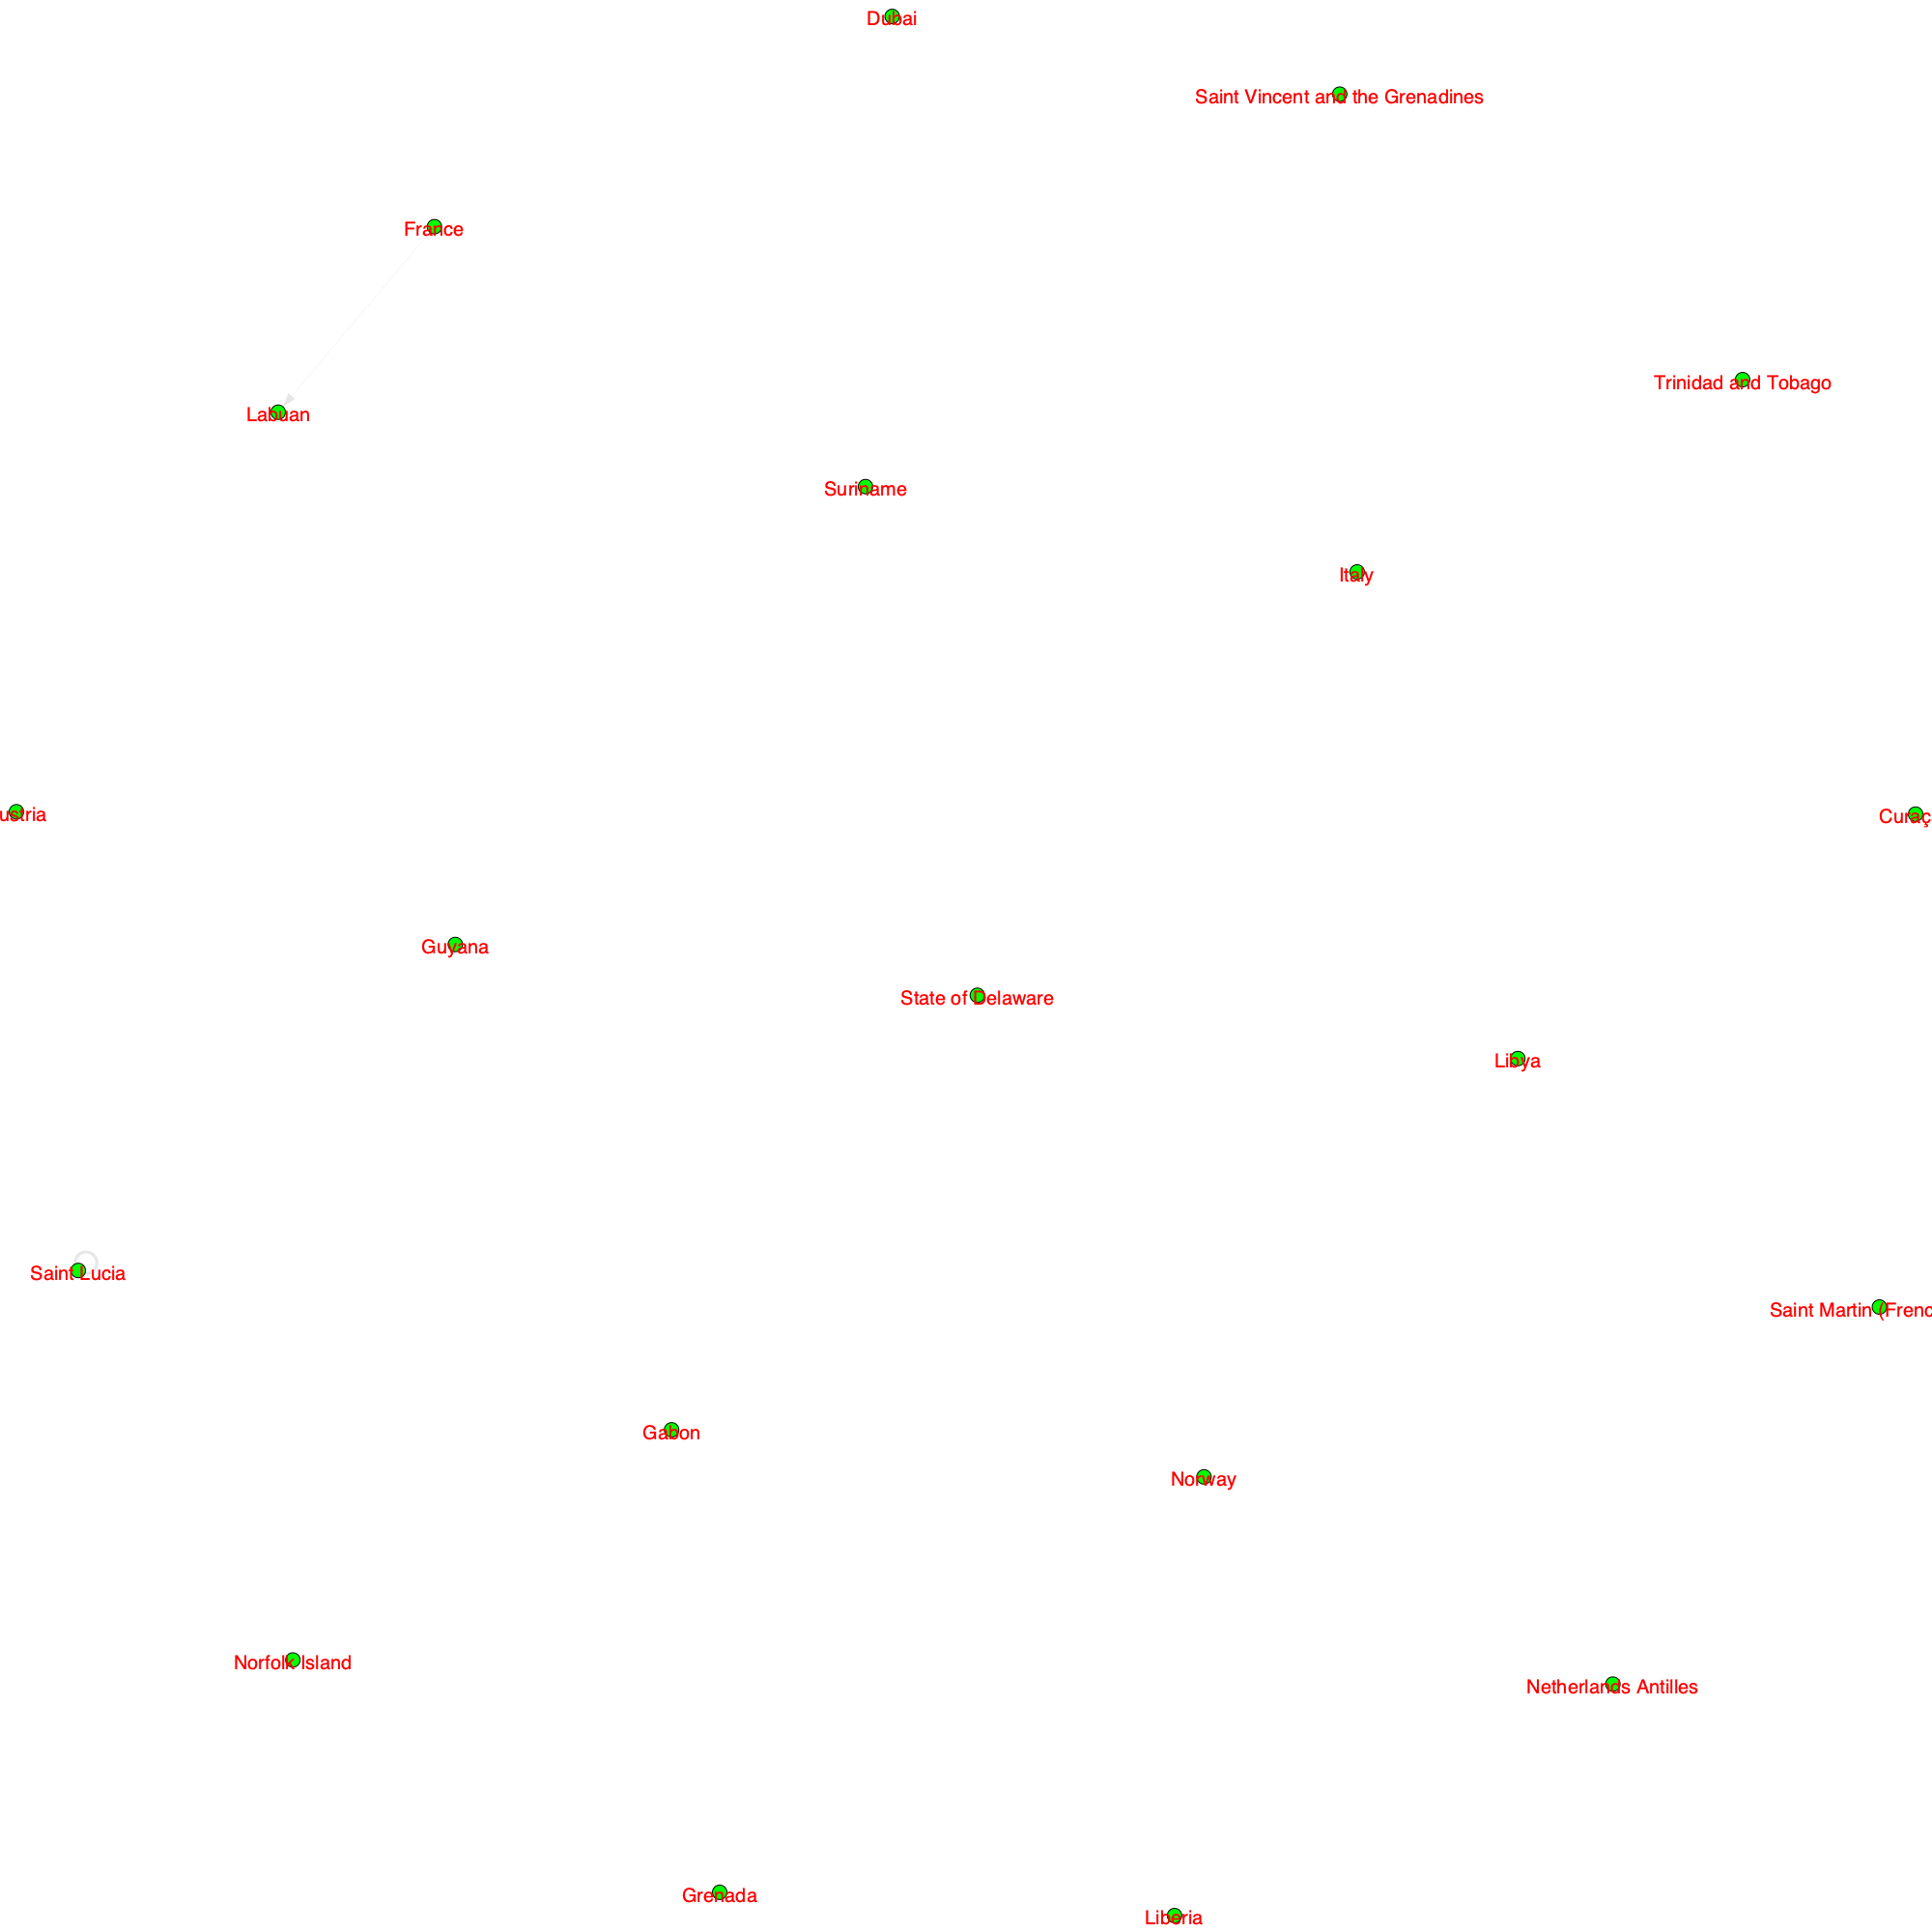 Dubai
Saint Vincent and the Grenadines
France
Trinidad and Tobago
Labuan
Suriname
Italy
ustria
Curaç
Guyana
State of Delaware
Libya
Saint Lucia
Saint Martin (Frenc
Gabon
Norway
Norfolk Island
Netherlands Antilles
Grenada
Liberia